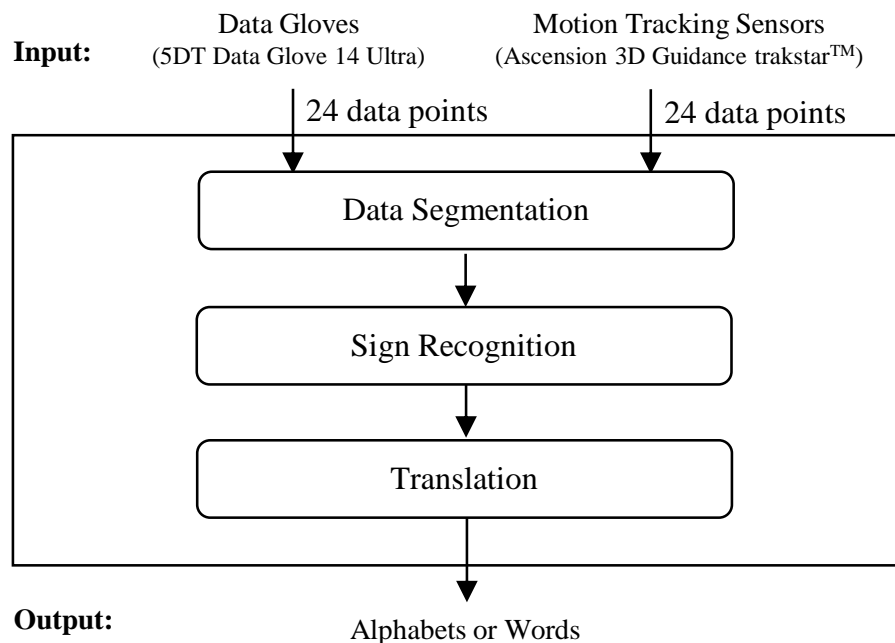 Data Gloves
Motion Tracking Sensors
Input:
(5DT Data Glove 14 Ultra)
(Ascension 3D Guidance trakstar™)
24 data points
24 data points
Data Segmentation
Sign Recognition
Translation
Output:
Alphabets or Words